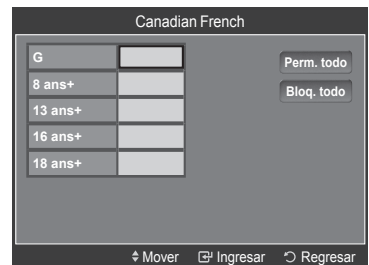 Canadian French
G
Perm. todo
8 ans+
Bloq. todo
13 ans+
16 ans+
18 ans+
Mover Ingresar Regresar